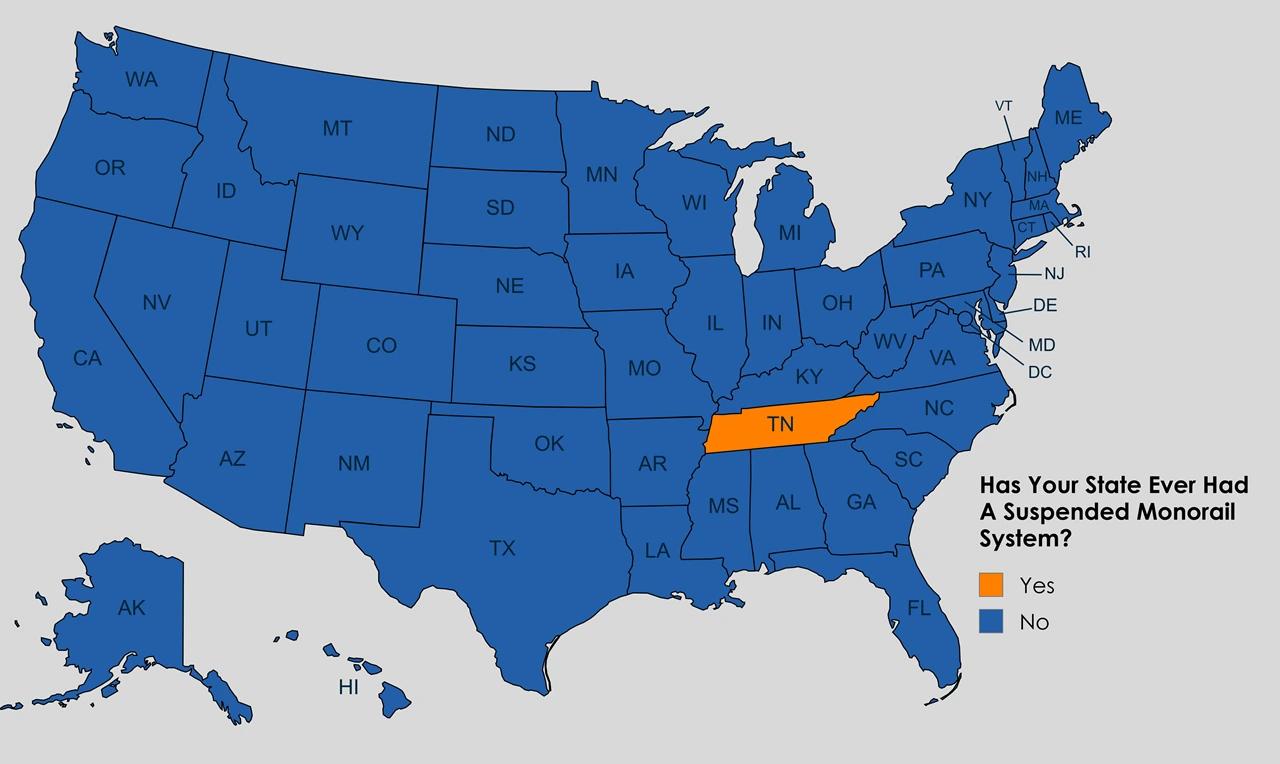 WA
MT
ND
MN
VT
ME
OR
ID
SD
WI
NH
NY
MA
WY
MI
CT
RI
NE
IA
PA
NJ
NV
UT
CO
IL
IN
OH
DE
CA
KS
MO
WV
VA
MD
DC
KY
TN
NC
AZ
NM
OK
AR
SC
MS
AL
GA
TX
LA
AK
HI
FL
Has Your State Ever Had
A Suspended Monorail
System?
Yes
No